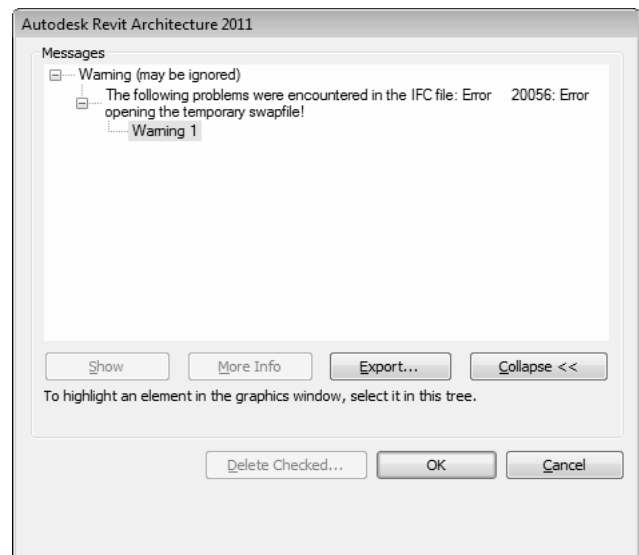 Autodesk Revit Architecture 2011
Messages
Warning (may be ignored)
The following problems were encountered in the IFC file: Error 20056: Error
opening the temporary swapfile!
Warning 1
Show More Info Export... Collapse <<
To highlight an element in the graphics window, select it in this tree.
Delete Checked... OK Cancel